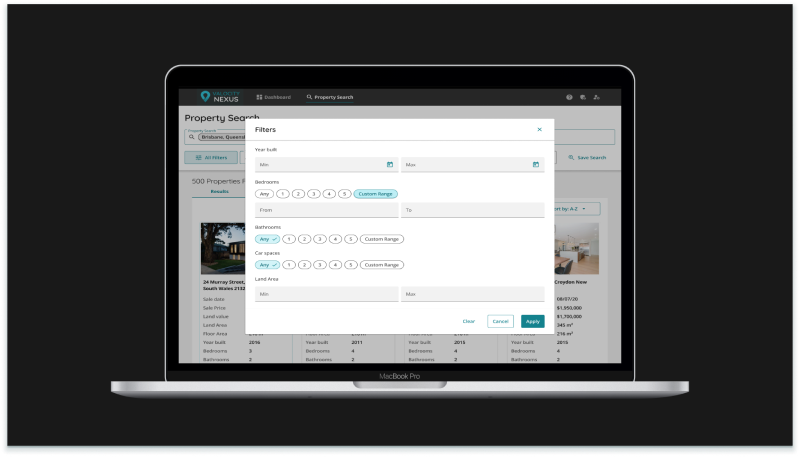 VALOCITY
NEXUS
Dashboard
Property Search
Property Search
Property Search
Brisbane, Queensl
All Filters
Save Search
500 Properties F
Results
Sort by: A-Z
Filters
Year built
Min
Max
Bedrooms
Any 1 2 3 4 5 Custom Range
From
To
Bathrooms
Any 1 2 3 4 5 Custom Range
Car spaces
Any 1 2 3 4 5 Custom Range
Land Area
Min
Max
Clear
Cancel
Apply
24 Murray Street,
South Wales 2132
Croydon New
Sale date 08/07/20
Sale Price $1,950,000
Land value $1,700,000
Land Area 345 m²
Floor Area 216 m²
Year built 2016 Year built 2011 Year built 2015 Year built 2015
Bedrooms 3 Bedrooms 4 Bedrooms 4 Bedrooms 4
Bathrooms 2 Bathrooms 2 Bathrooms 2 Bathrooms 2
MacBook Pro